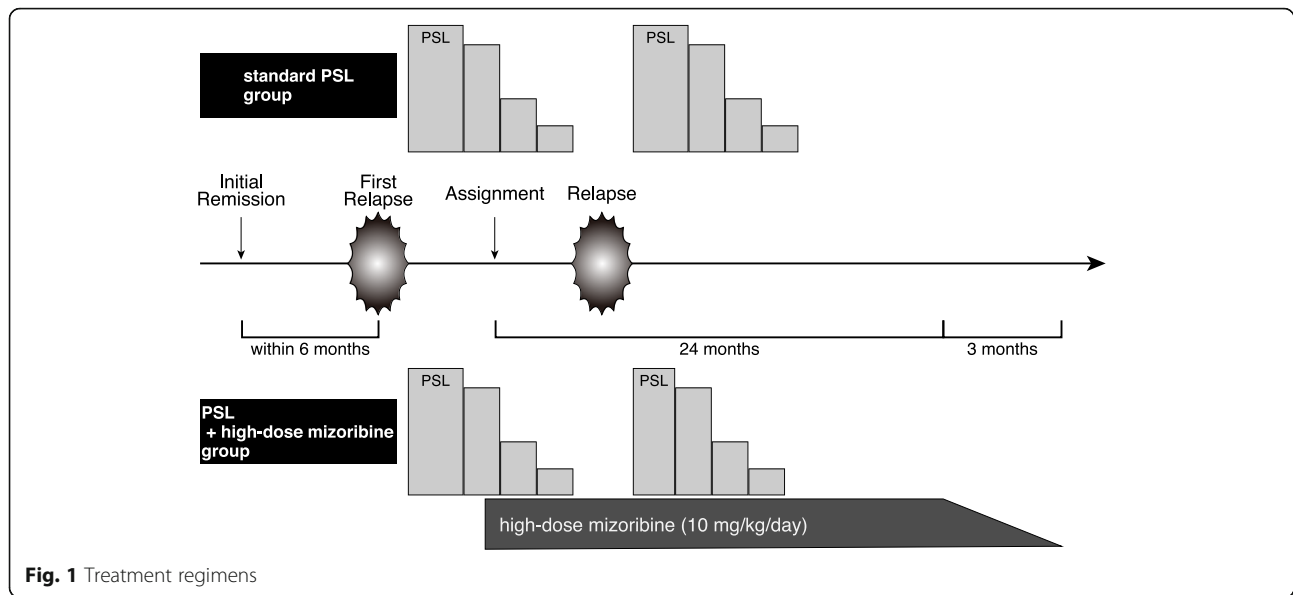 PSL
PSL
standard PSL
group
Initial
Remission
First
Relapse
Assignment
Relapse
within 6 months
24 months
3 months
PSL
PSL
PSL
+ high-dose mizoribine
group
high-dose mizoribine (10 mg/kg/day)
Fig. 1 Treatment regimens